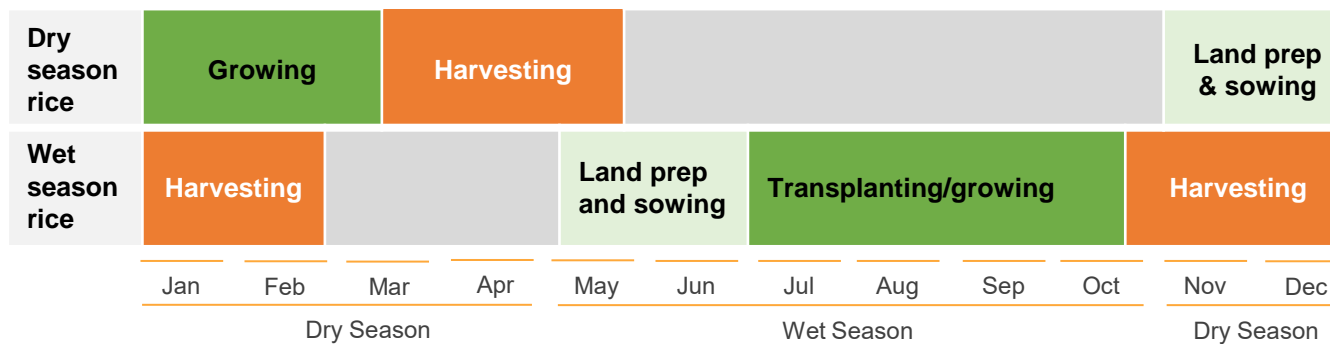 Dry
season
rice
Growing
Harvesting
Land prep
& sowing
Wet
season
rice
Harvesting
Land prep
and sowing
Transplanting/growing
Harvesting
Jan Feb Mar Apr May Jun Jul Aug Sep Oct Nov Dec
Dry Season Wet Season Dry Season